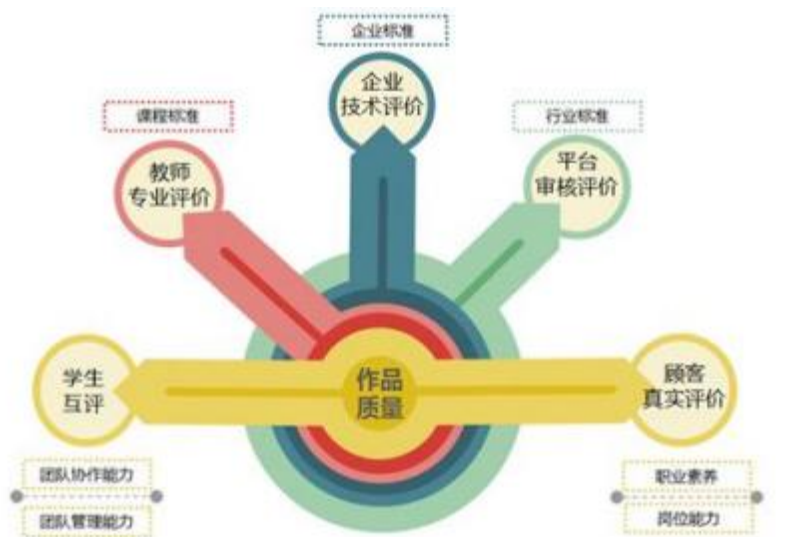 企业标准
企业
技术评价
课程标准
行业标准
教师
专业评价
平台
审核评价
学生
互评
作品
质量
顾客
真实评价
团队协作能力
团队管理能力
职业素养
岗位能力